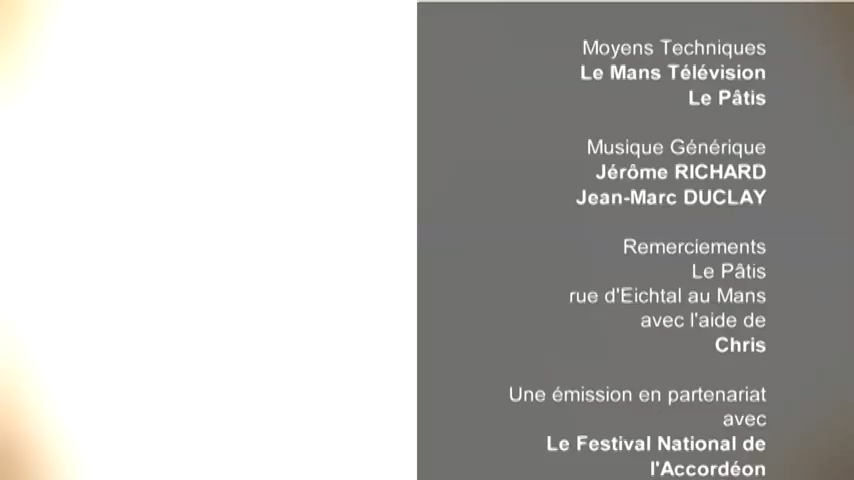 Moyens Techniques
Le Mans Télévision
Le Pâtis
Musique Générique
Jérôme RICHARD
Jean-Marc DUCLAY
Remerciements
Le Pâtis
rue d'Eichtal au Mans
avec l'aide de
Chris
Une émission en partenariat
avec
Le Festival National de
l'Accordéon